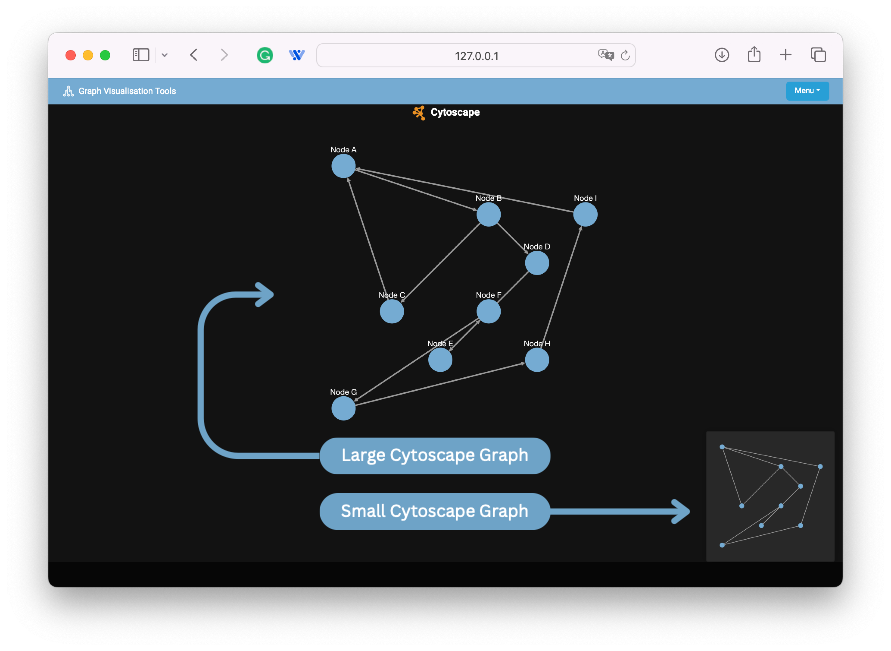 127.0.0.1
Graph Visualisation Tools
Menu
Cytoscape
Node A
Node B
Node I
Node D
Node C
Node F
Node E
Node H
Node G
Large Cytoscape Graph
Small Cytoscape Graph